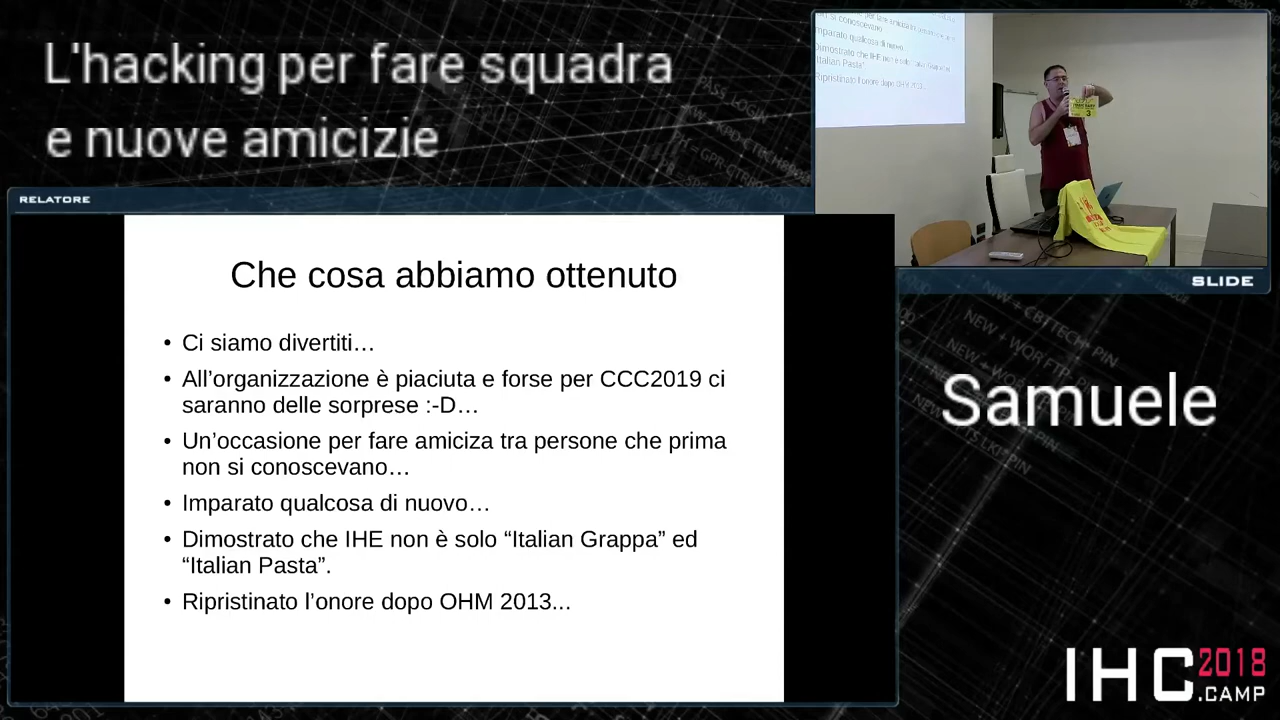 L'hacking per fare squadra
e nuove amicizie
RELATORE
Che cosa abbiamo ottenuto
• Ci siamo divertiti…
• All’organizzazione è piaciuta e forse per CCC2019 ci
saranno delle sorprese :-D…
• Un’occasione per fare amiciza tra persone che prima
non si conoscevano…
• Imparato qualcosa di nuovo…
• Dimostrato che IHE non è solo “Italian Grappa” ed
“Italian Pasta”.
• Ripristinato l’onore dopo OHM 2013...
SLIDE
Samuele
IHC 2018
.CAMP